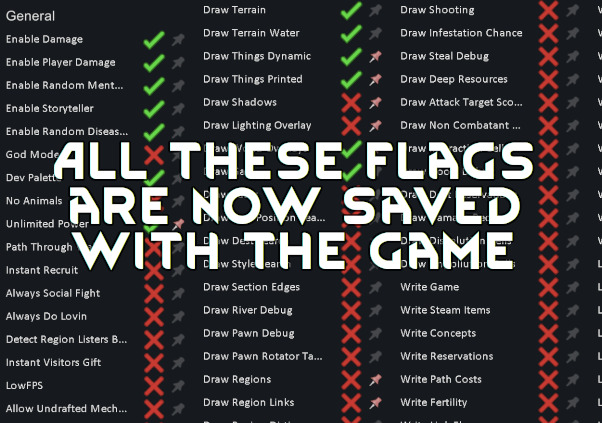 General
Enable Damage
Enable Player Damage
Enable Random Ment...
Enable Storyteller
Enable Random Diseas...
God Mode
Dev Palett
No Animals
Unlimited Power
Path Through
Instant Recruit
Always Social Fight
Always Do Lovin
Detect Region Listers B...
Instant Visitors Gift
LowFPS
Allow Undrafted Mech...
Draw Terrain
Draw Terrain Water
Draw Things Dynamic
Draw Things Printed
Draw Shadows
Draw Lighting Overlay
Draw Section Edges
Draw River Debug
Draw Pawn Debug
Draw Pawn Rotator Ta...
Draw Regions
Draw Region Links
Draw Shooting
Draw Infestation Chance
Draw Steal Debug
Draw Deep Resources
Draw Attack Target Sco...
Draw Non Combatant ...
Write Game
Write Steam Items
Write Concepts
Write Reservations
Write Path Costs
Write Fertility
ALL THESE FLAGS
ARE NOW SAVED
WITH THE GAME